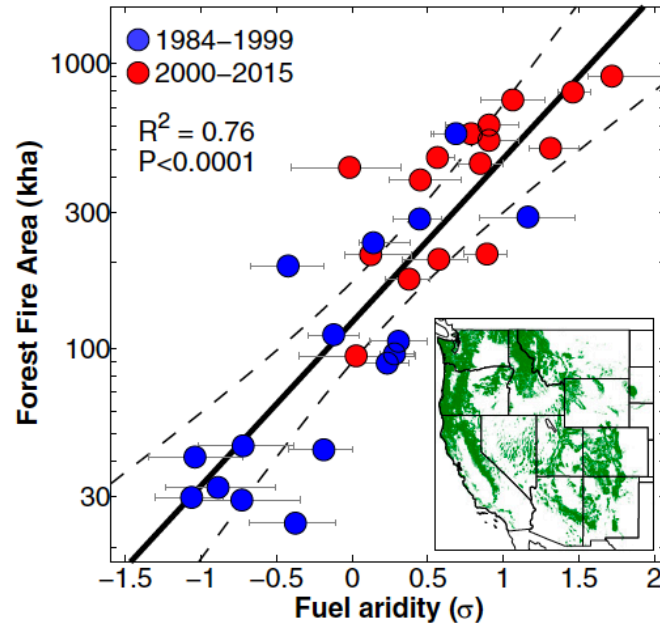 1984−1999
2000−2015
R² = 0.76
P<0.0001
Forest Fire Area (kha)
1000
300
100
30
−1.5 −1 −0.5 0 0.5 1 1.5 2
Fuel aridity (σ)